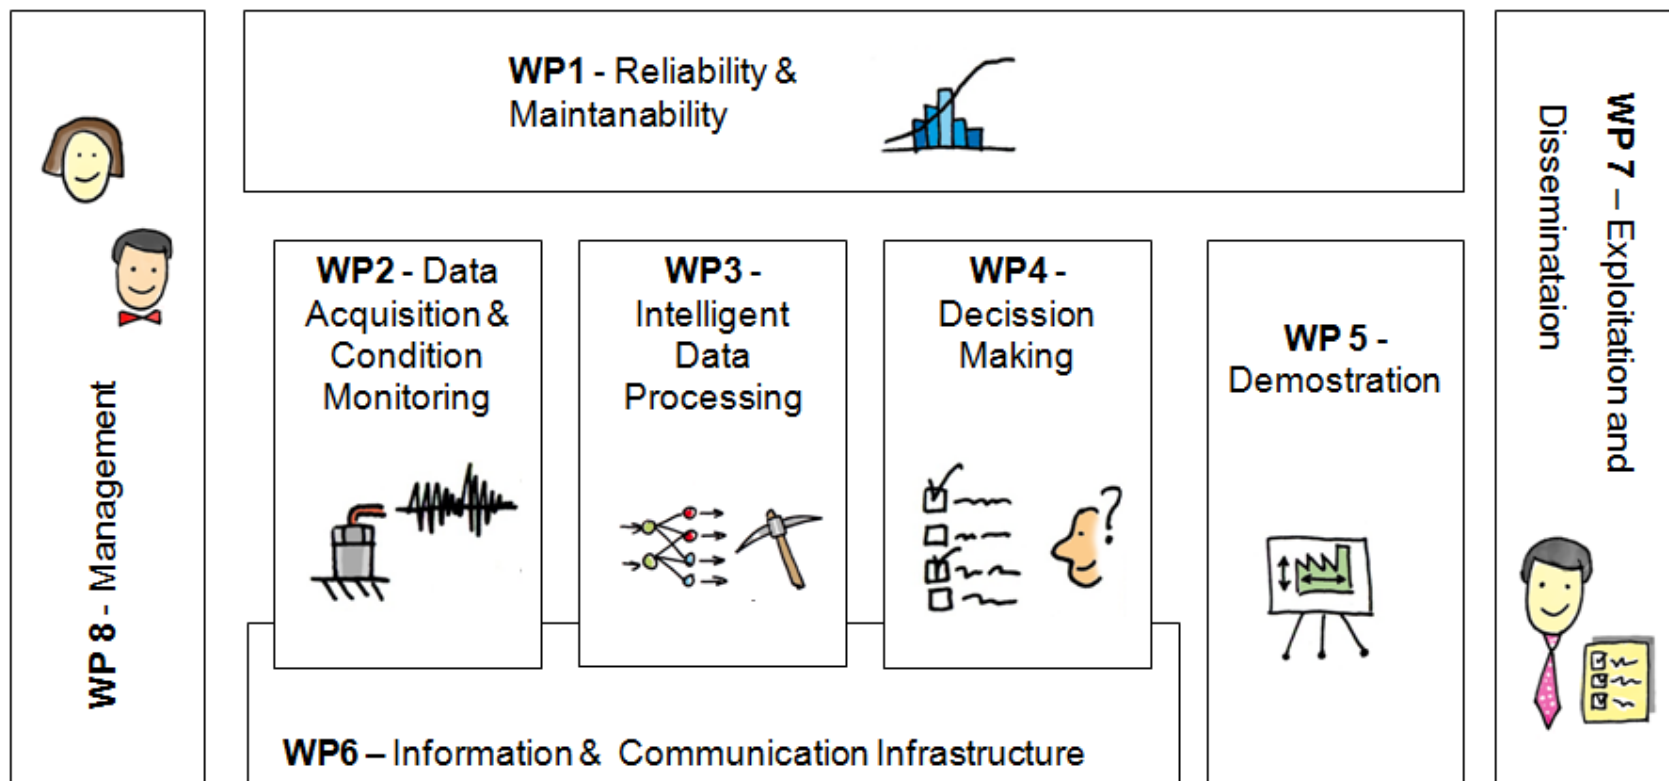 WP 8 - Management
WP1 - Reliability &
Maintanability
WP2 - Data
Acquisition &
Condition
Monitoring
WP3 -
Intelligent
Data
Processing
WP4 -
Decission
Making
?
WP 5 -
Demostration
WP6 – Information & Communication Infrastructure
WP 7 – Exploitation and
Disseminataion